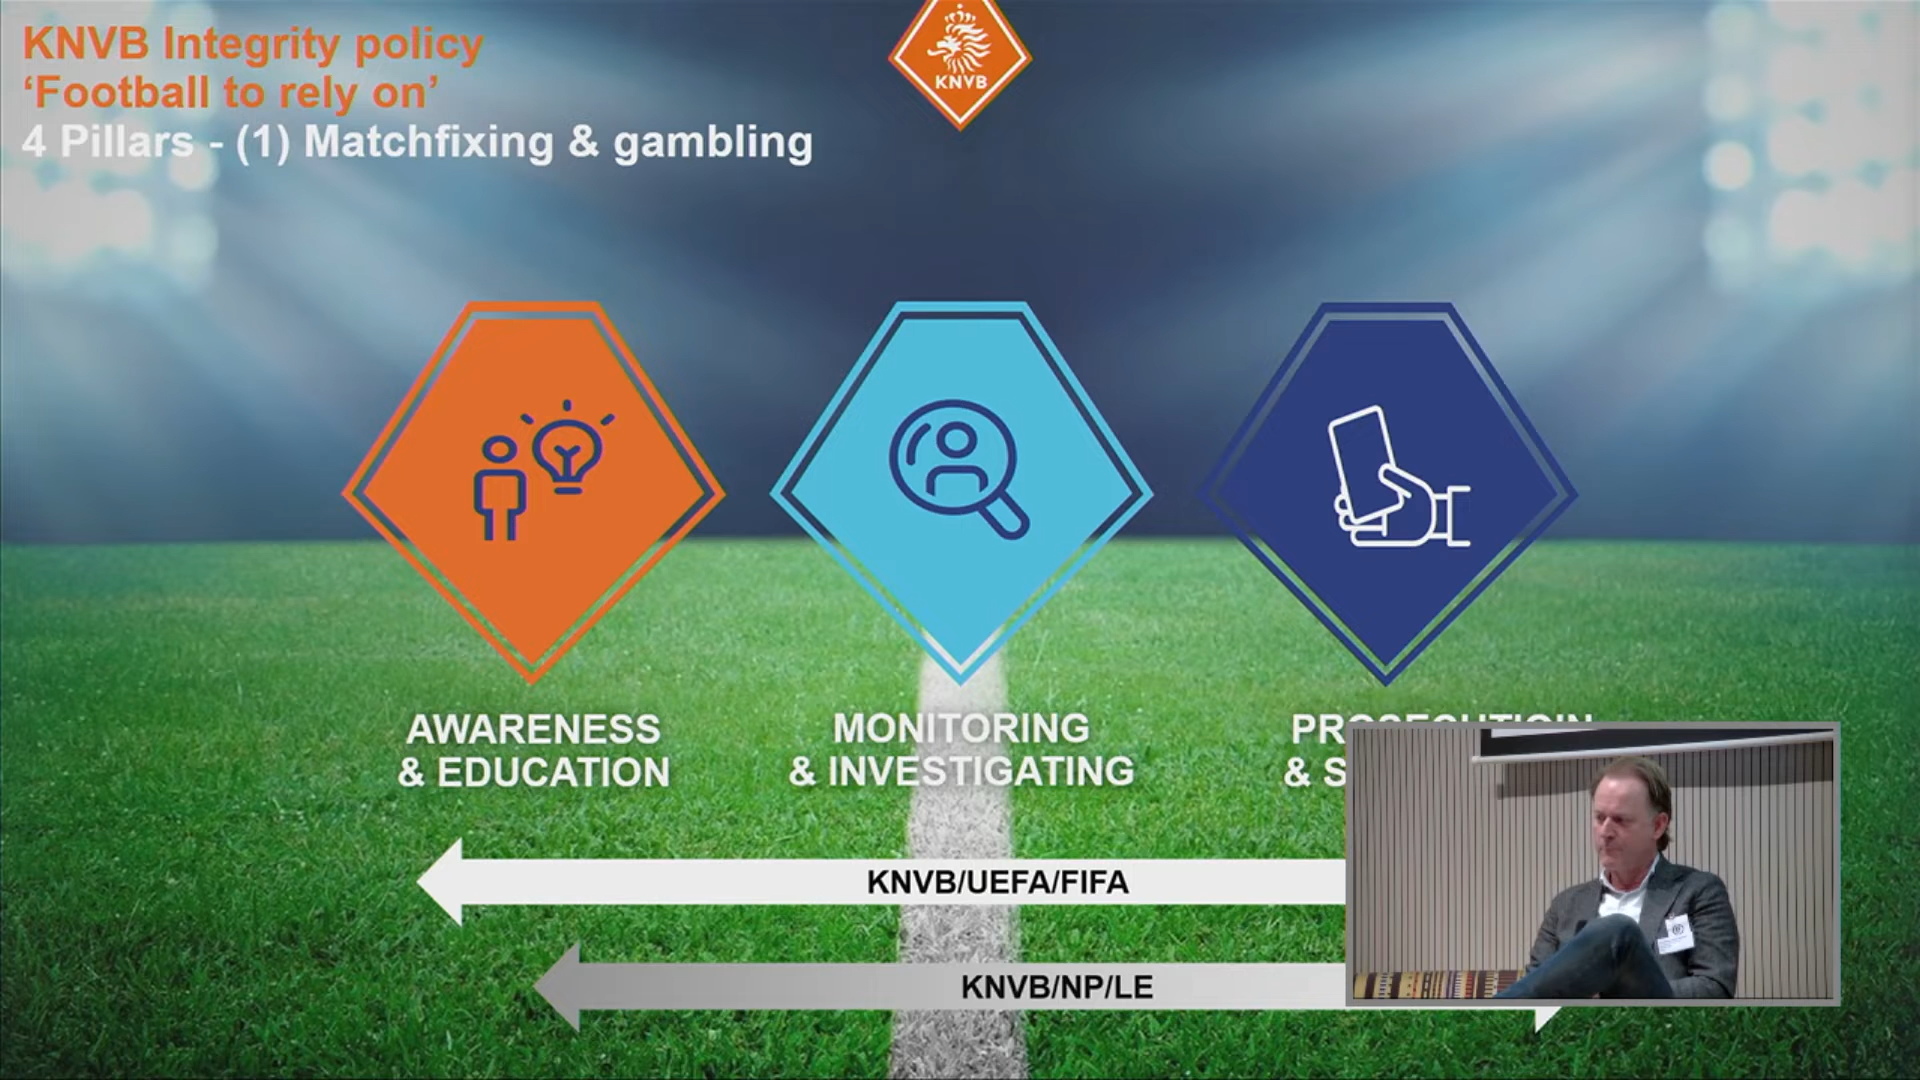 KNVB Integrity policy
‘Football to rely on’
4 Pillars - (1) Matchfixing & gambling
KNVB
AWARENESS
& EDUCATION
MONITORING
& INVESTIGATING
& S
KNVB/UEFA/FIFA
KNVB/NP/LE